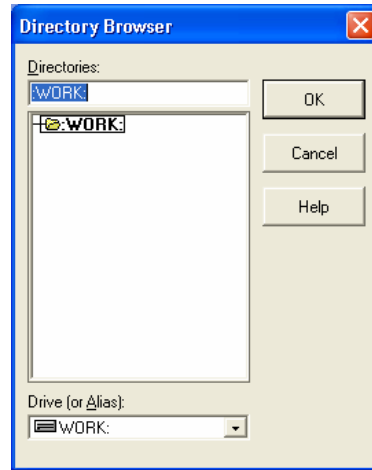 Directory Browser
Directories:
:WORK:
OK
:WORK:
Cancel
Help
Drive (or Alias):
WORK: